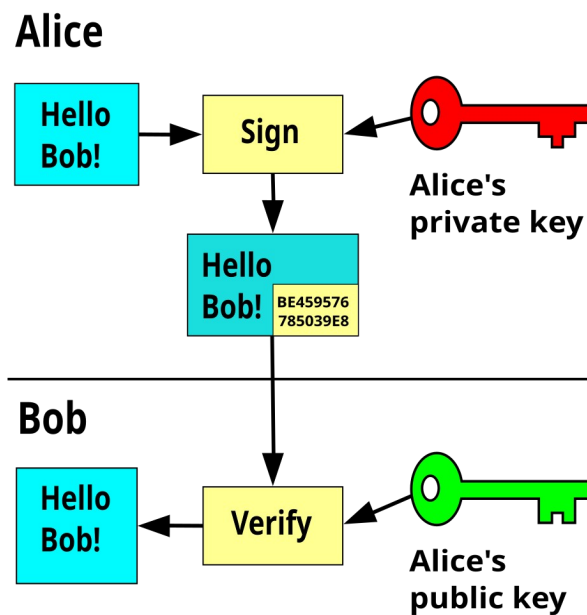 Alice
Hello
Bob!
Sign
Alice's
private key
Hello
Bob!
BE459576
785039E8
Bob
Hello
Bob!
Verify
Alice's
public key